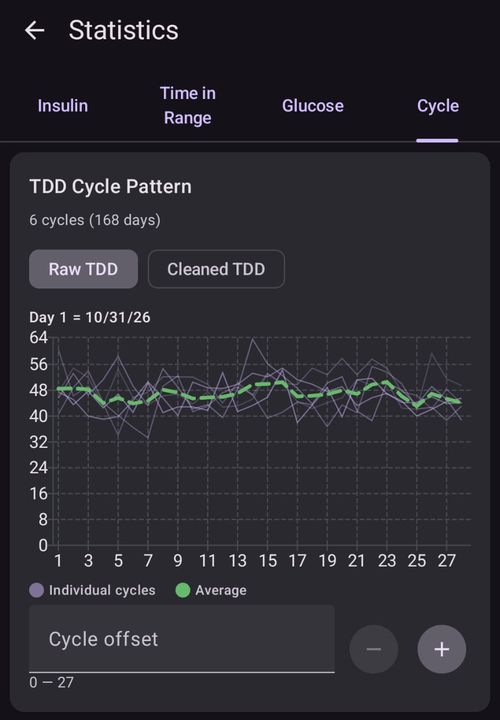 Statistics
Insulin
Time in
Range
Glucose
Cycle
TDD Cycle Pattern
6 cycles (168 days)
Raw TDD
Cleaned TDD
Day 1 = 10/31/26
64
56
48
40
32
24
16
8
0
1 3 5 7 9 11 13 15 17 19 21 23 25 27
Individual cycles
Average
Cycle offset
0 — 27